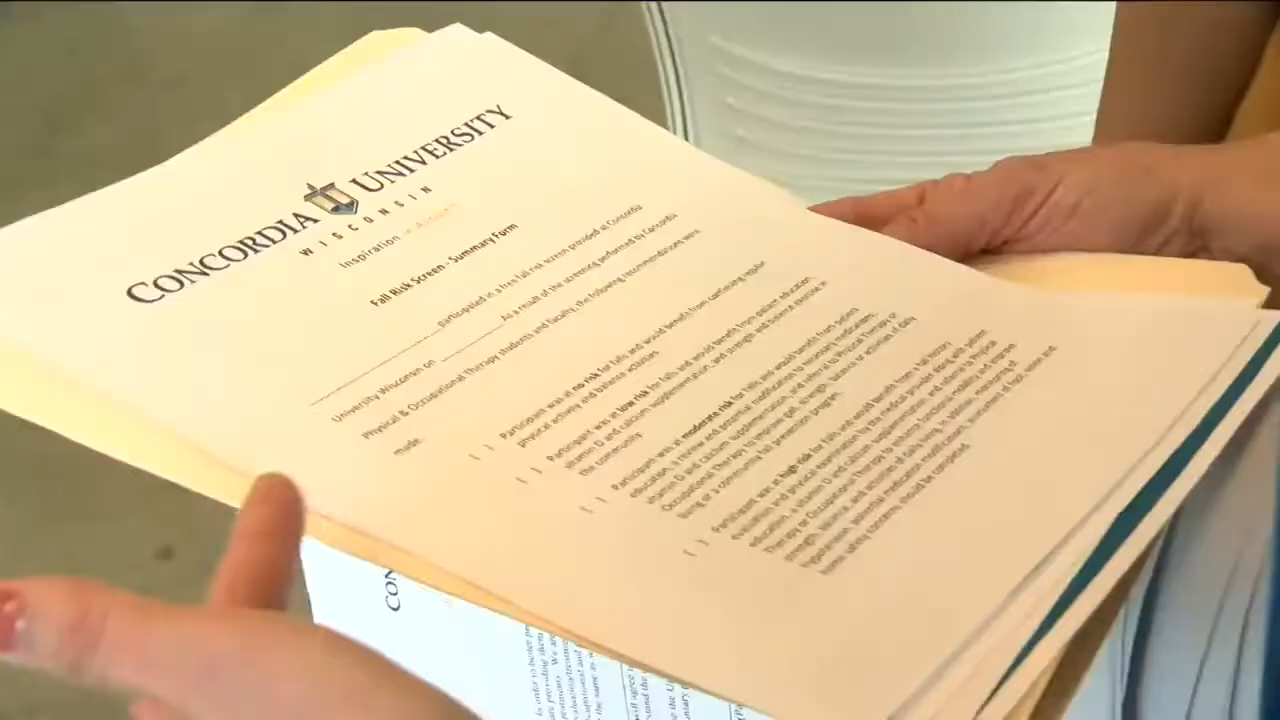 CONCORDIA UNIVERSITY
WISCONSIN
Inspiration in Action
Fall Risk Screen - Summary Form
participated in a free fall risk screen provided at Concordia
University Wisconsin on ____________. As a result of the screening performed by Concordia
Physical & Occupational Therapy students and faculty, the following recommendations were
made:
( ) Participant was at no risk for falls and would benefit from continuing regular
physical activity and balance activities
( ) Participant was at low risk for falls and would benefit from patient education
vitamin D and calcium supplementation, and strength and balance exercise in
the community
( ) Participant was at moderate risk for falls and would benefit from patient
education, a review and potential modification to necessary medications,
vitamin D and calcium supplementation, and referral to Physical Therapy or
Occupational Therapy to improve gait, strength, balance or activities of daily
living or a community fall prevention program.
( ) Participant was at high risk for falls and would benefit from a fall history
evaluation and physical examination by the medical provider along with patient
education, a vitamin D and calcium supplementation, and referral to Physical
Therapy or Occupational Therapy to enhance functional mobility and improve
strength, balance, and activities of daily living. In addition, monitoring of
hypotension, potential medication modification, assessment of feet, vision and
home safety concerns should be completed
CON